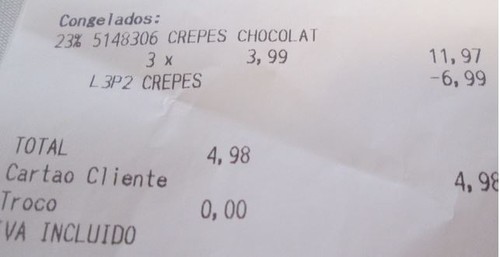 Congelados:
23% 5148306 CREPES CHOCOLAT
3 x 3,99 11,97
L3P2 CREPES -6,99
TOTAL 4,98
Cartao Cliente 4,98
Troco 0,00
IVA INCLUIDO